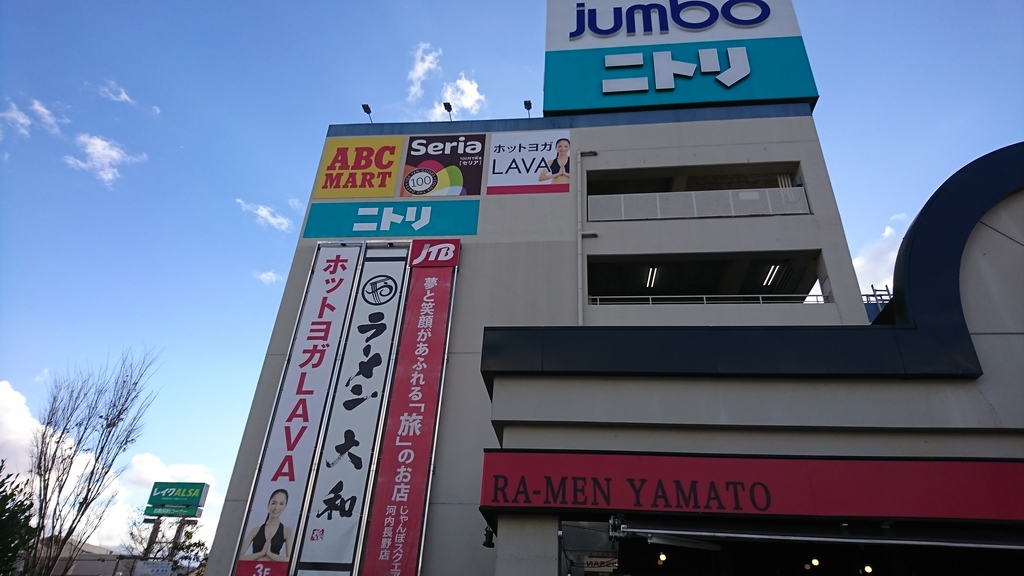 jumbo
ニトリ
ABC
MART
Seria
100
ホットヨガ
LAVA
ニトリ
ホットヨガLAVA
3F
ラーメン大和
JTB
夢と笑顔があふれる「旅」のお店
じゃんぼスクエア
河内長野店
RA-MEN YAMATO
レイクALSA